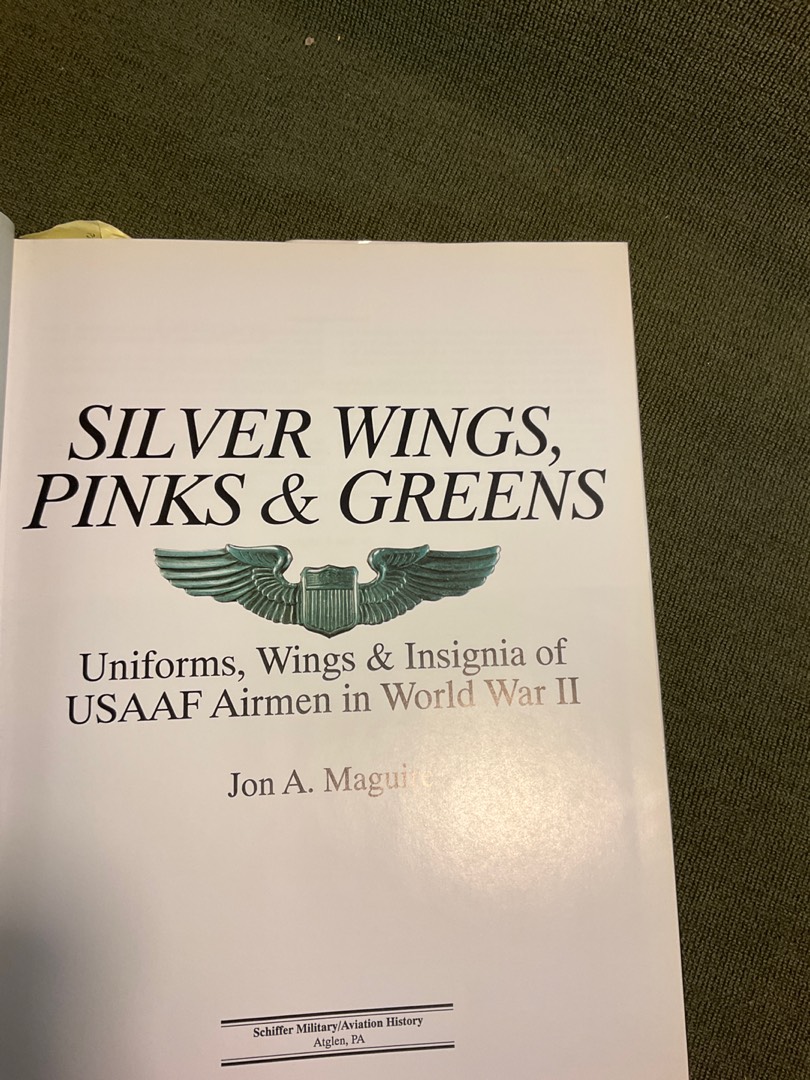 SILVER WINGS,
PINKS & GREENS
Uniforms, Wings & Insignia of
USAAF Airmen in World War II
Jon A. Maguire
Schiffer Military/Aviation History
Atglen, PA